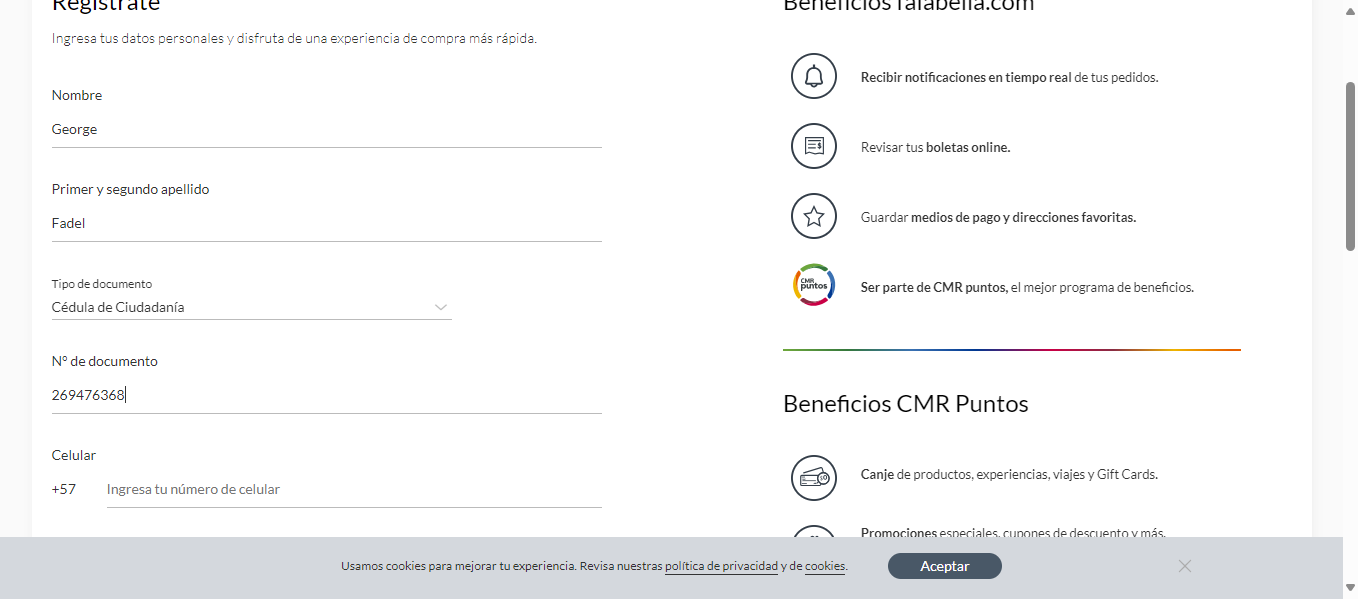 Regístrate
Ingresa tus datos personales y disfruta de una experiencia de compra más rápida.
Nombre
George
Primer y segundo apellido
Fadel
Tipo de documento
Cédula de Ciudadanía
N° de documento
269476368
Celular
+57 Ingresa tu número de celular
Beneficios falabella.com
Recibir notificaciones en tiempo real de tus pedidos.
Revisar tus boletas online.
Guardar medios de pago y direcciones favoritas.
CMR
puntos
Ser parte de CMR puntos, el mejor programa de beneficios.
Beneficios CMR Puntos
Canje de productos, experiencias, viajes y Gift Cards.
Promociones especiales, cupones de descuento y más.
Usamos cookies para mejorar tu experiencia. Revisa nuestras política de privacidad y de cookies.
Aceptar